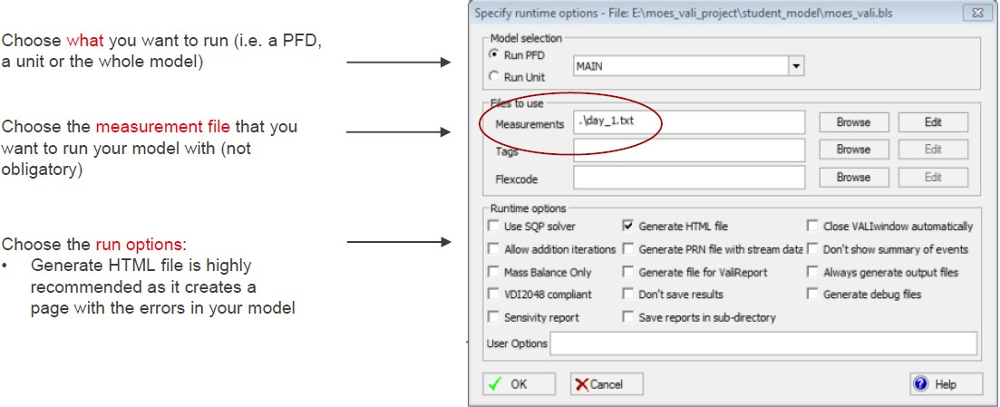 Choose what you want to run (i.e. a PFD,
a unit or the whole model)
Choose the measurement file that you
want to run your model with (not
obligatory)
Choose the run options:
• Generate HTML file is highly
recommended as it creates a
page with the errors in your model
Specify runtime options - File: E:\moes_vali_project\student_model\moes_vali.bls
Model selection
Run PFD
MAIN
Run Unit
Files to use
Measurements .\day_1.txt Browse Edit
Tags Browse Edit
Flexcode Browse Edit
Runtime options
Use SQP solver Generate HTML file Close VALIwindow automatically
Allow addition iterations Generate PRN file with stream data Don't show summary of events
Mass Balance Only Generate file for ValiReport Always generate output files
VDI2048 compliant Don't save results Generate debug files
Sensivity report Save reports in sub-directory
User Options
OK Cancel Help